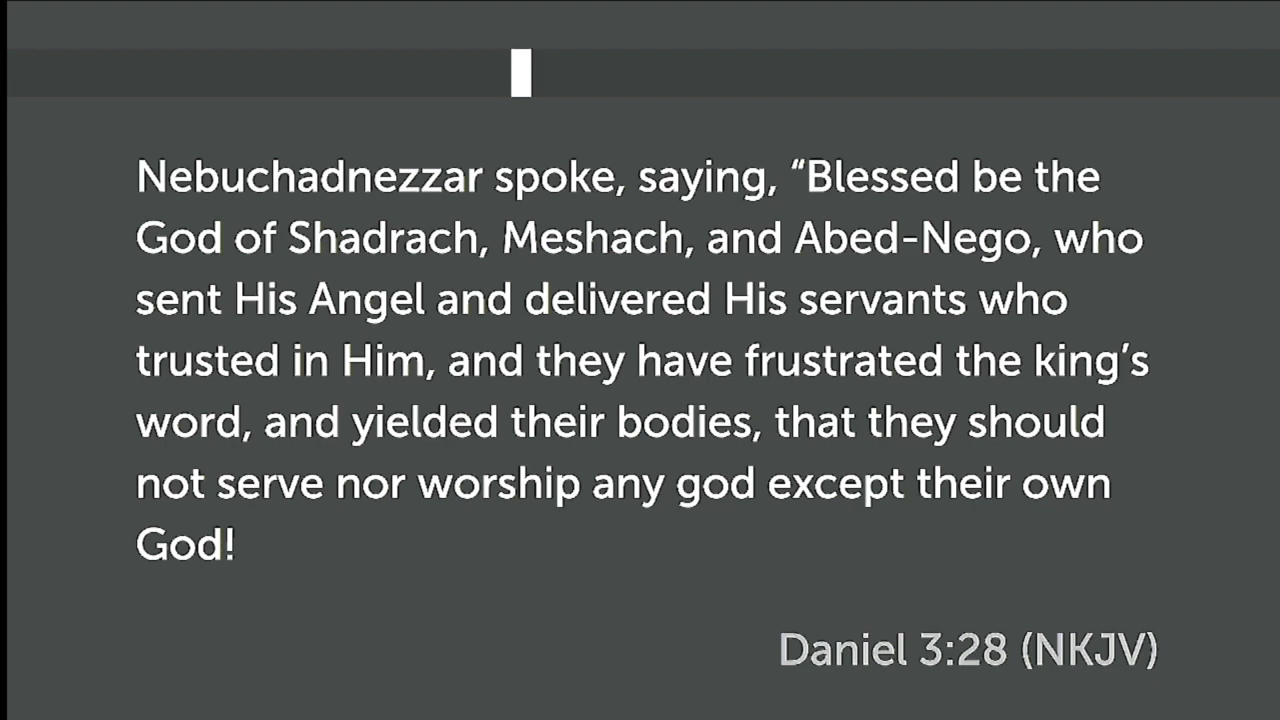 Nebuchadnezzar spoke, saying, “Blessed be the
God of Shadrach, Meshach, and Abed-Nego, who
sent His Angel and delivered His servants who
trusted in Him, and they have frustrated the king’s
word, and yielded their bodies, that they should
not serve nor worship any god except their own
God!
Daniel 3:28 (NKJV)